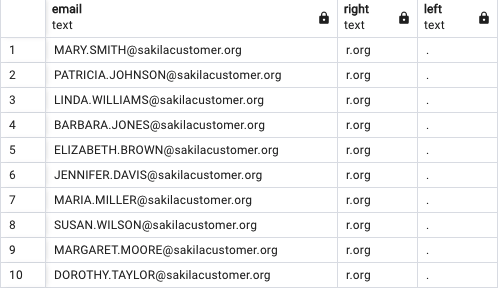 email right left
text text text
1 MARY.SMITH@sakilacustomer.org r.org .
2 PATRICIA.JOHNSON@sakilacustomer.org r.org .
3 LINDA.WILLIAMS@sakilacustomer.org r.org .
4 BARBARA.JONES@sakilacustomer.org r.org .
5 ELIZABETH.BROWN@sakilacustomer.org r.org .
6 JENNIFER.DAVIS@sakilacustomer.org r.org .
7 MARIA.MILLER@sakilacustomer.org r.org .
8 SUSAN.WILSON@sakilacustomer.org r.org .
9 MARGARET.MOORE@sakilacustomer.org r.org .
10 DOROTHY.TAYLOR@sakilacustomer.org r.org .